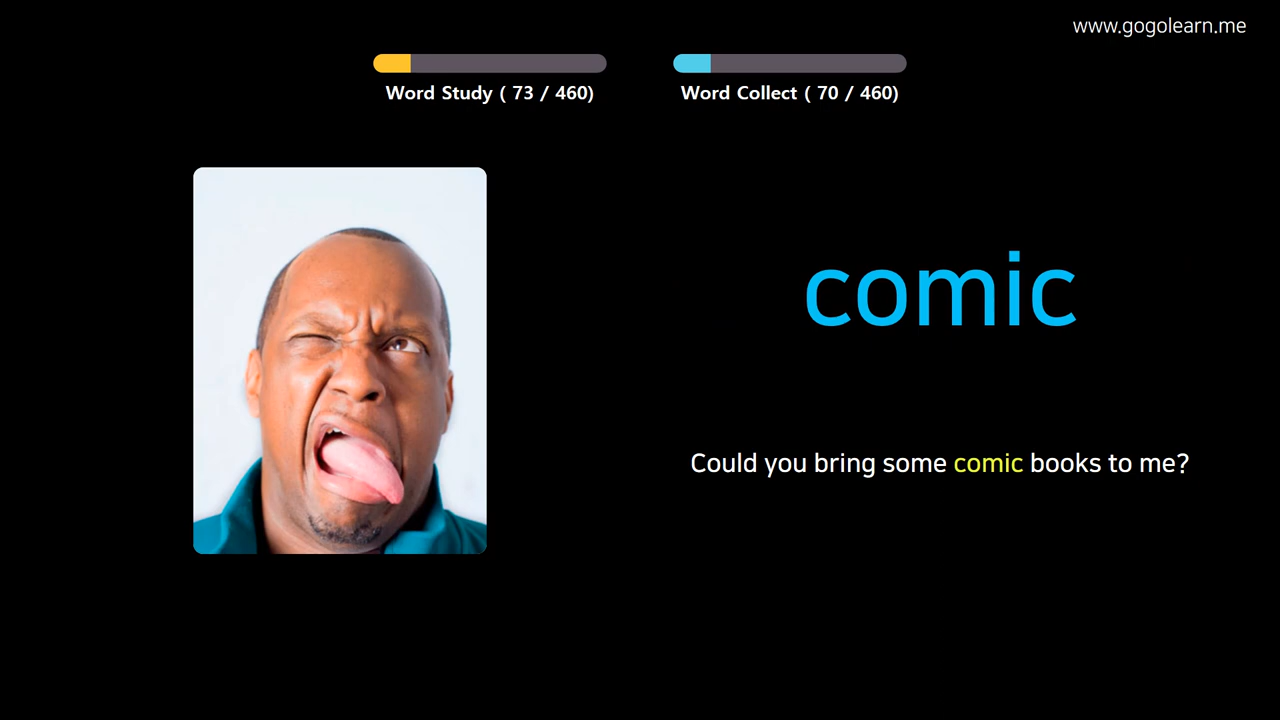 www.gogolearn.me
Word Study ( 73 / 460)
Word Collect ( 70 / 460)
comic
Could you bring some comic books to me?